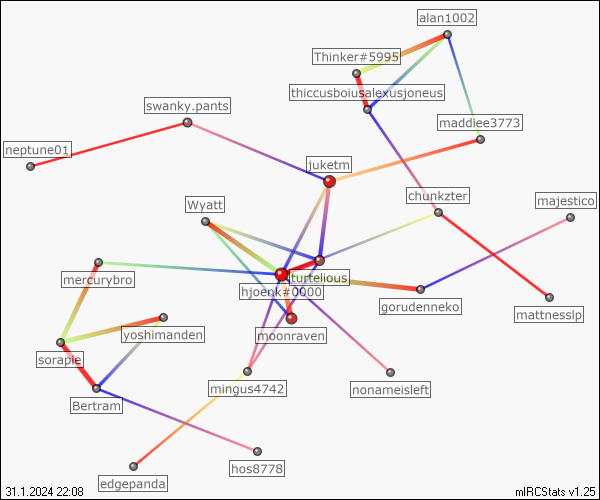 alan1002
Thinker#5995
thiccusboiusalexusjoneus
swanky.pants
maddiee3773
neptune01
juketm
chunkzter
majestico
Wyatt
mercurybro
turtelious
hjoenk#0000
gorudenneko
mattnesslp
yoshimanden
moonraven
sorapie
mingus4742
nonameisleft
Bertram
hos8778
edgepanda
31.1.2024 22:08
mIRCStats v1.25